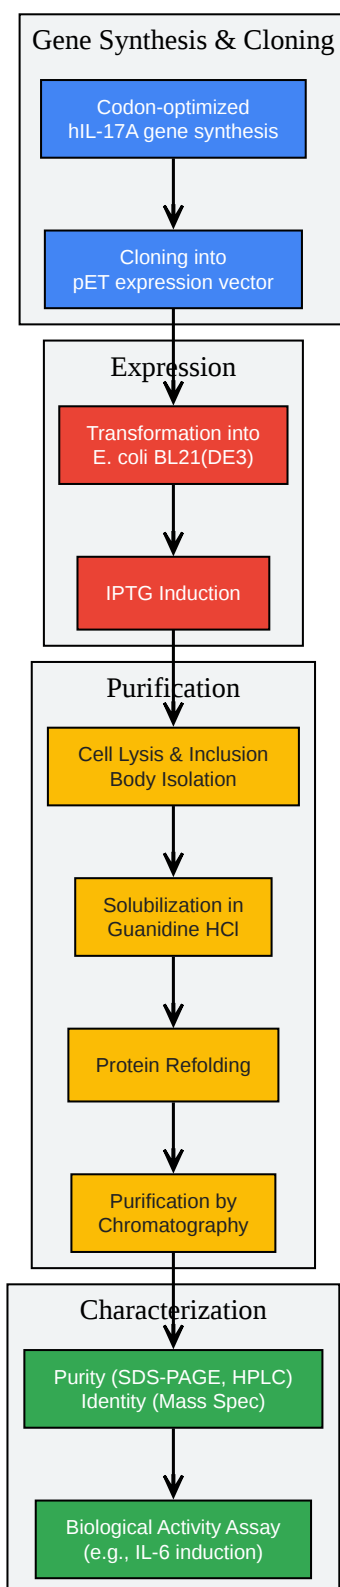 Gene Synthesis & Cloning
Codon-optimized
hIL-17A gene synthesis
Cloning into
pET expression vector
Expression
Transformation into
E. coli BL21(DE3)
IPTG Induction
Purification
Cell Lysis & Inclusion
Body Isolation
Solubilization in
Guanidine HCl
Protein Refolding
Purification by
Chromatography
Characterization
Purity (SDS-PAGE, HPLC)
Identity (Mass Spec)
Biological Activity Assay
(e.g., IL-6 induction)